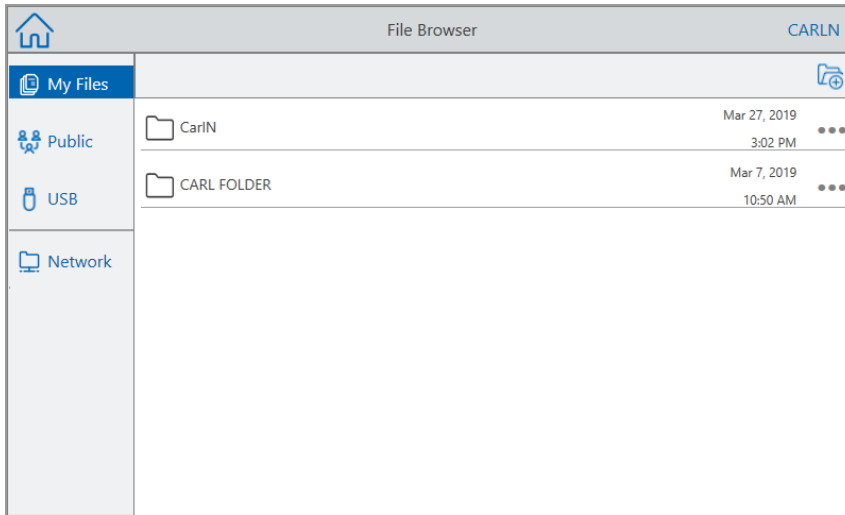 File Browser
CARLN
My Files
Public
USB
Network
CarlN
Mar 27, 2019
3:02 PM
CARL FOLDER
Mar 7, 2019
10:50 AM